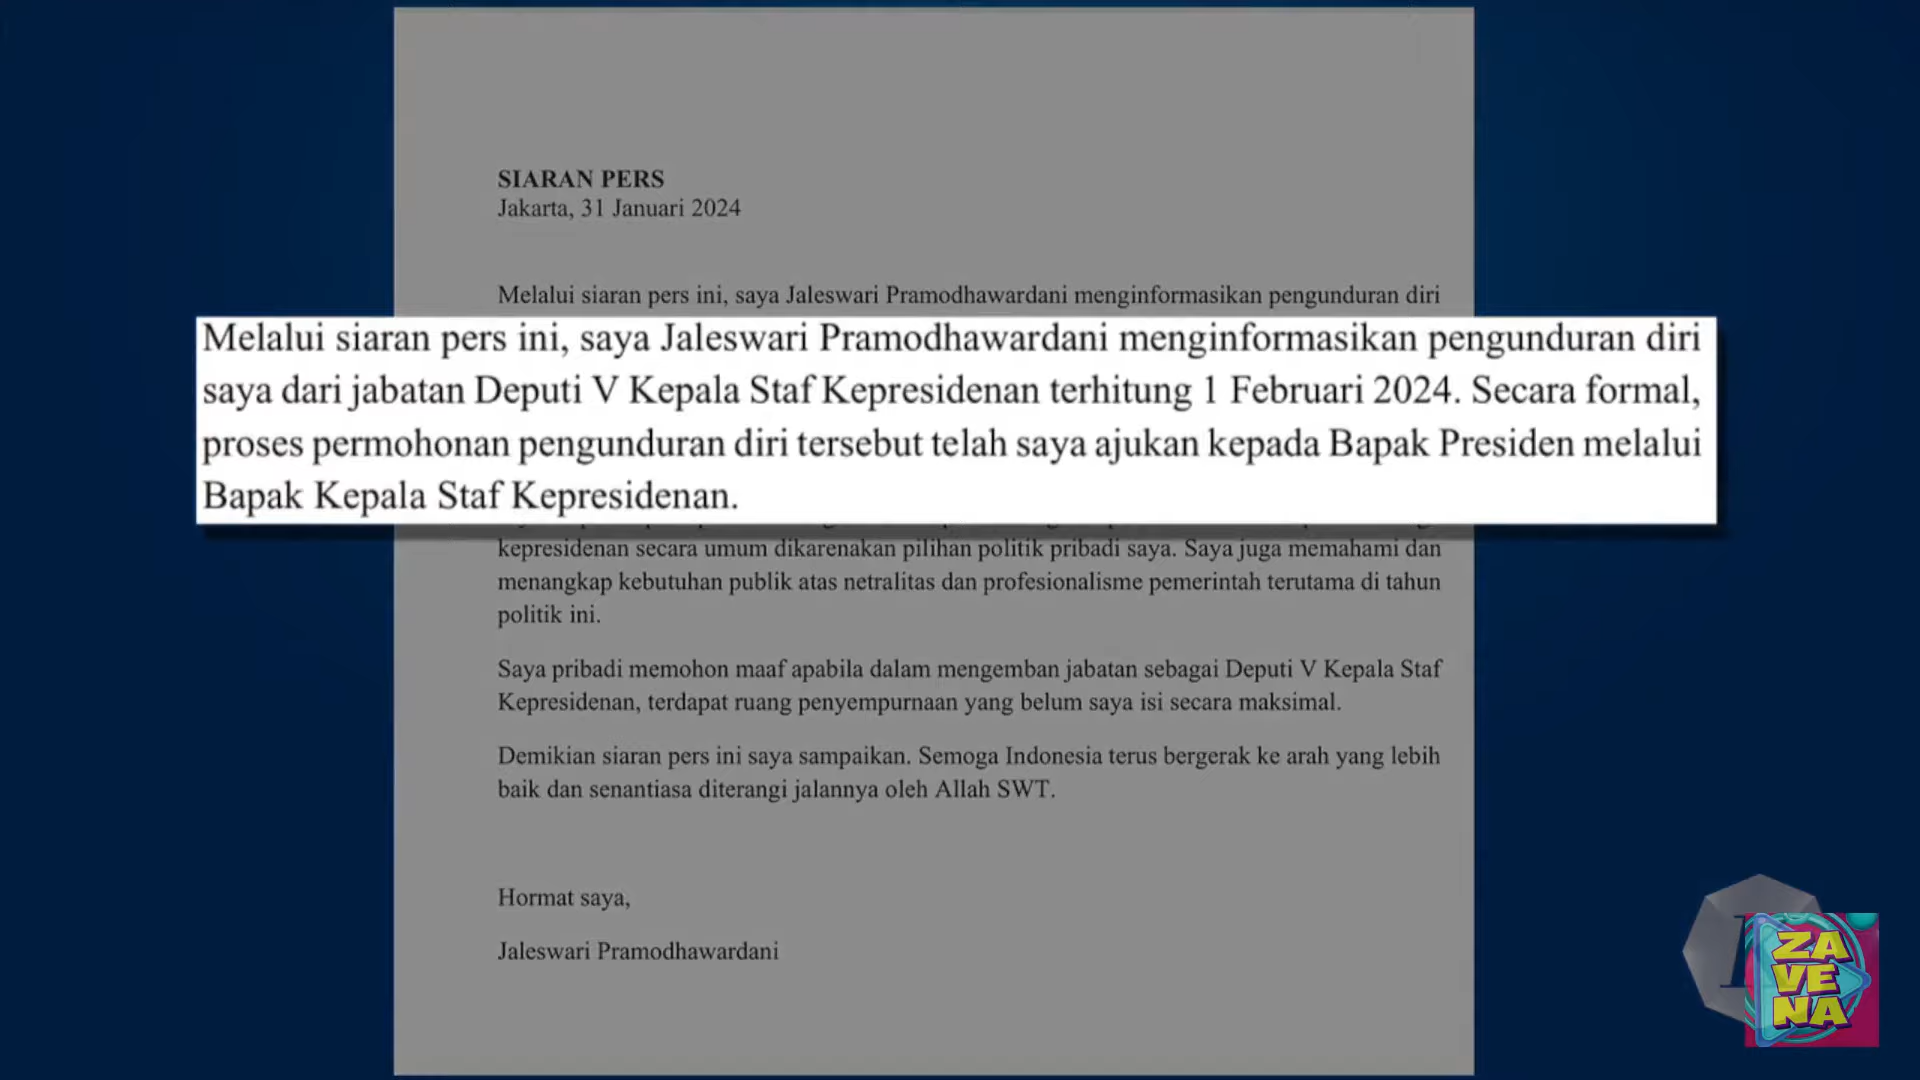 SIARAN PERS
Jakarta, 31 Januari 2024
Melalui siaran pers ini, saya Jaleswari Pramodhawardani menginformasikan pengunduran diri
Melalui siaran pers ini, saya Jaleswari Pramodhawardani menginformasikan pengunduran diri
saya dari jabatan Deputi V Kepala Staf Kepresidenan terhitung 1 Februari 2024. Secara formal,
proses permohonan pengunduran diri tersebut telah saya ajukan kepada Bapak Presiden melalui
Bapak Kepala Staf Kepresidenan.
kepresidenan secara umum dikarenakan pilihan politik pribadi saya. Saya juga memahami dan
menangkap kebutuhan publik atas netralitas dan profesionalisme pemerintah terutama di tahun
politik ini.
Saya pribadi memohon maaf apabila dalam mengemban jabatan sebagai Deputi V Kepala Staf
Kepresidenan, terdapat ruang penyempurnaan yang belum saya isi secara maksimal.
Demikian siaran pers ini saya sampaikan. Semoga Indonesia terus bergerak ke arah yang lebih
baik dan senantiasa diterangi jalannya oleh Allah SWT.
Hormat saya,
Jaleswari Pramodhawardani
ZA
VE
NA